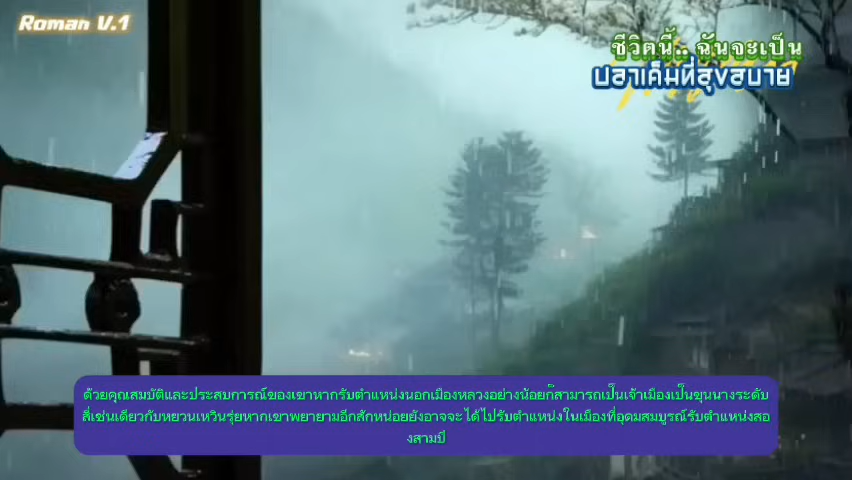 Roman V.1
ชีวิตนี้.. ฉันจะเป็น
ปลาเค็มที่สุขสบาย
ด้วยคุณสมบัติและประสบการณ์ของเขาหากรับตำแหน่งนอกเมืองหลวงอย่างน้อยก็สามารถเป็นเจ้าเมืองเป็นขุนนางระดับ
สี่เช่นเดียวกับหยวนเหวินรุ่ยหากเขาพยายามอีกสักหน่อยยังอาจจะได้ไปรับตำแหน่งในเมืองที่อุดมสมบูรณ์รับตำแหน่งสอ
งสามปี